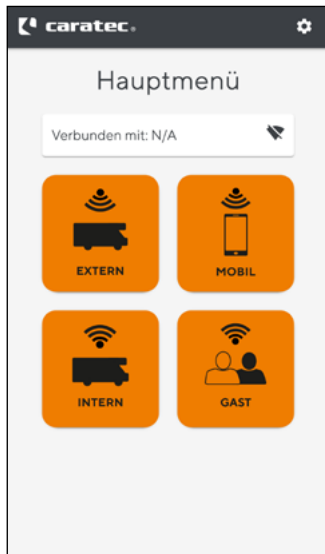 caratec.
Hauptmenü
Verbunden mit: N/A
EXTERN
MOBIL
INTERN
GAST